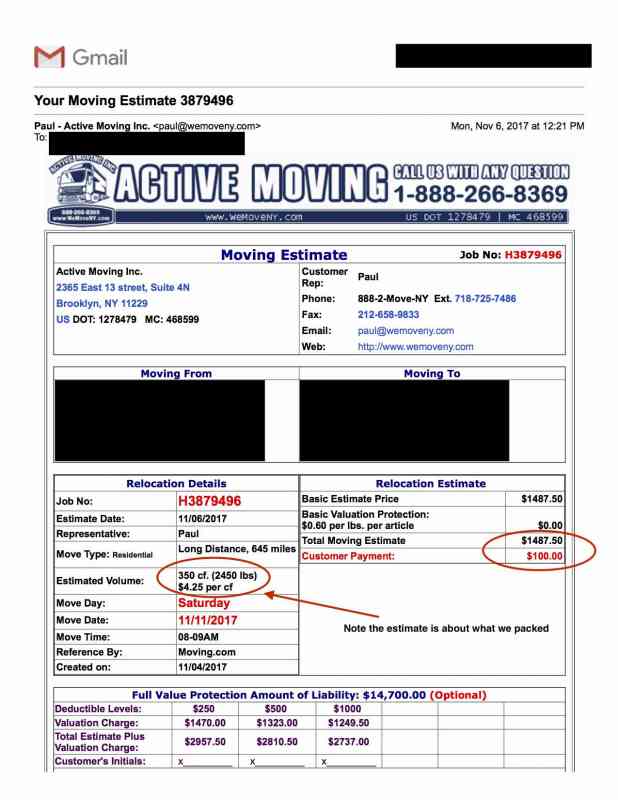 Gmail
Your Moving Estimate 3879496
Paul - Active Moving Inc. <paul@wemoveny.com>
Mon, Nov 6, 2017 at 12:21 PM
To:
ACTIVE MOVING INC
888-266-8369
www.WeMoveNY.com
ACTIVE MOVING
CALL US WITH ANY QUESTION
1-888-266-8369
www.WeMoveNY.com
US DOT 1278479 | MC 468599
Moving Estimate
Job No: H3879496
Active Moving Inc.
2365 East 13 street, Suite 4N
Brooklyn, NY 11229
US DOT: 1278479 MC: 468599
Customer Rep: Paul
Phone: 888-2-Move-NY Ext. 718-725-7486
Fax: 212-658-9833
Email: paul@wemoveny.com
Web: http://www.wemoveny.com
Moving From
Moving To
Relocation Details
Job No: H3879496
Estimate Date: 11/06/2017
Representative: Paul
Move Type: Residential Long Distance, 645 miles
Estimated Volume: 350 cf. (2450 lbs)
$4.25 per cf
Move Day: Saturday
Move Date: 11/11/2017
Move Time: 08-09AM
Reference By: Moving.com
Created on: 11/04/2017
Relocation Estimate
Basic Estimate Price $1487.50
Basic Valuation Protection:
$0.60 per lbs. per article $0.00
Total Moving Estimate $1487.50
Customer Payment: $100.00
Note the estimate is about what we packed
Full Value Protection Amount of Liability: $14,700.00 (Optional)
Deductible Levels: $250 $500 $1000
Valuation Charge: $1470.00 $1323.00 $1249.50
Total Estimate Plus
Valuation Charge: $2957.50 $2810.50 $2737.00
Customer's Initials: x________ x________ x________